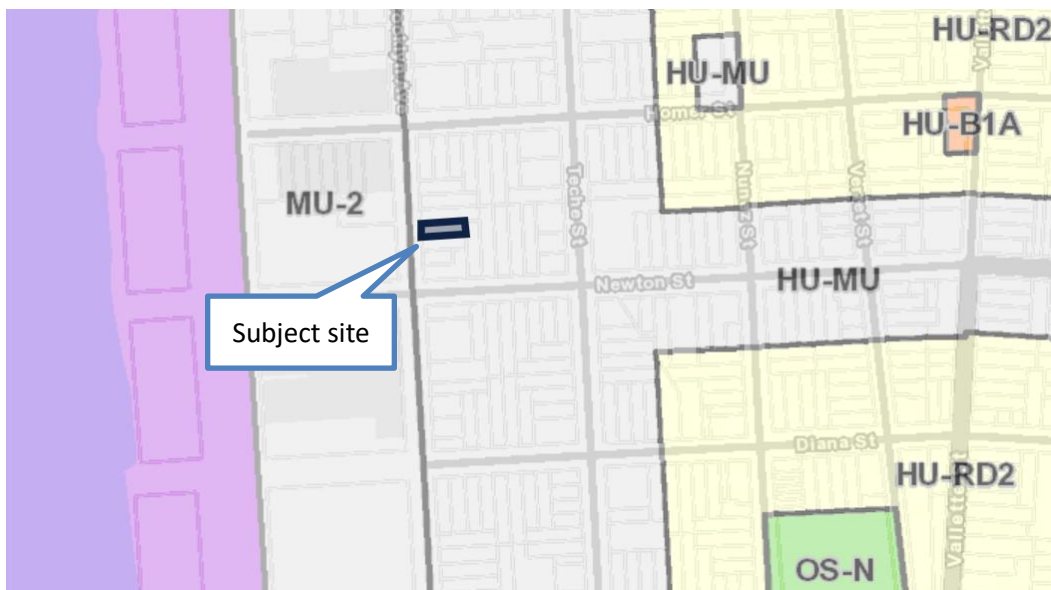 HU-RD2
HU-MU
Homer St
HU-B1A
MU-2
Teche St
Nunez St
Verret St
Newton St
HU-MU
Subject site
Diana St
HU-RD2
OS-N